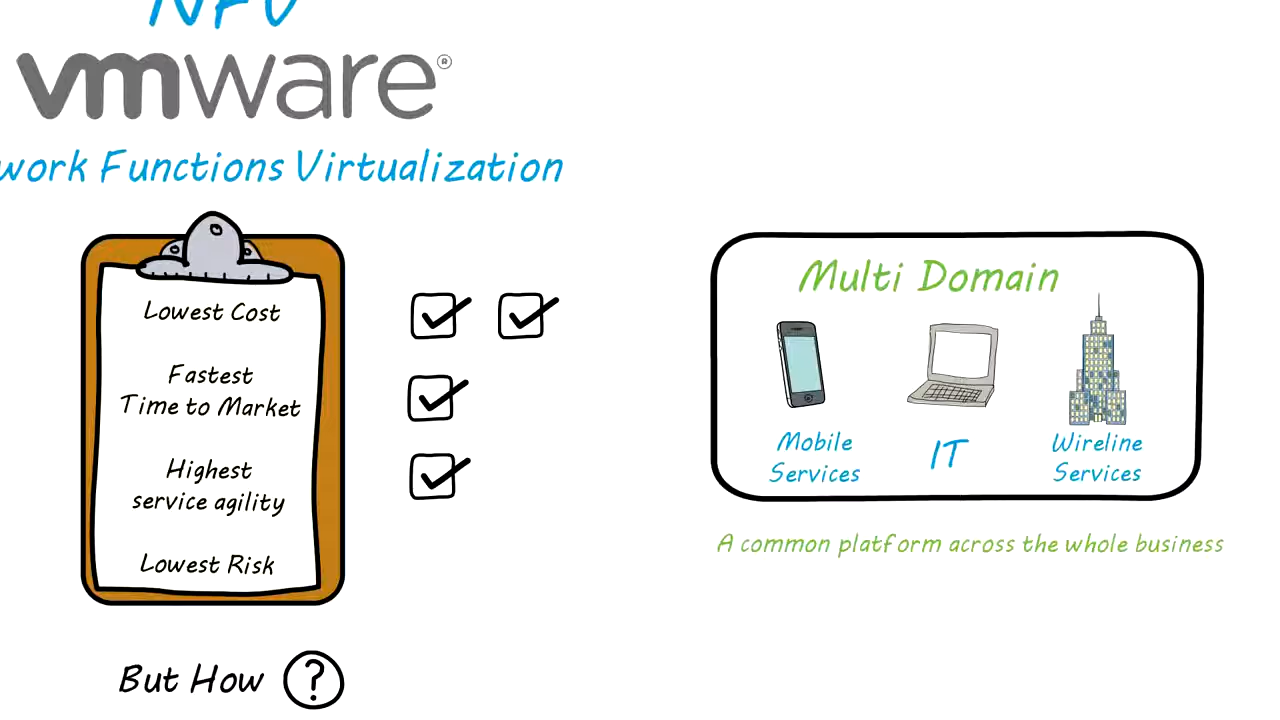 NFV
vmware®
work Functions Virtualization
Lowest Cost
Fastest
Time to Market
Highest
service agility
Lowest Risk
But How ?
Multi Domain
Mobile
Services
IT
Wireline
Services
A common platform across the whole business